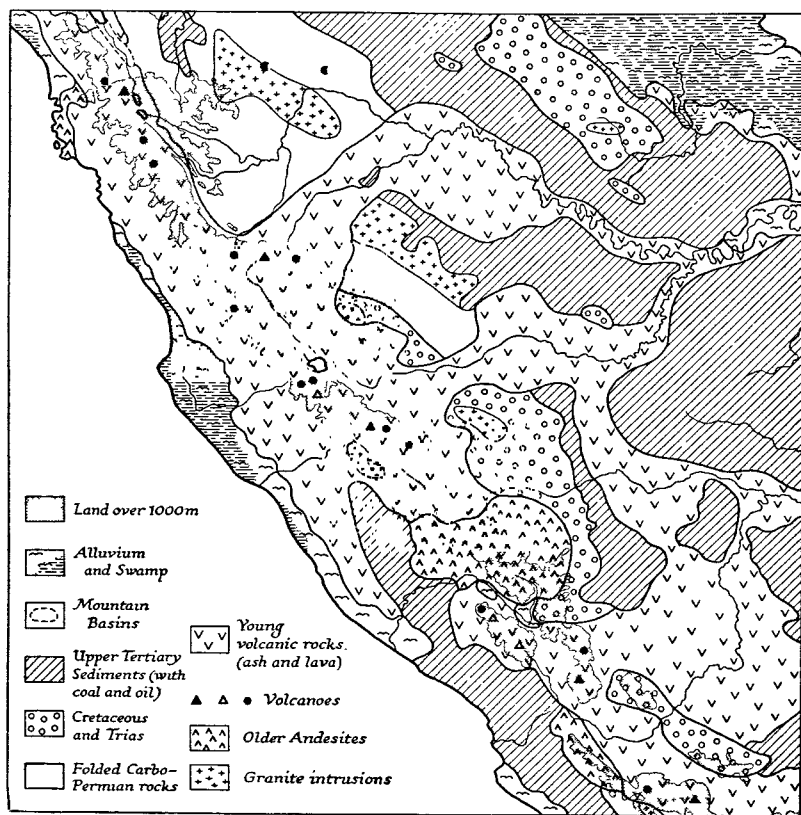 Land over 1000m
Alluvium
and Swamp
Mountain
Basins
Upper Tertiary
Sediments (with
coal and oil)
Cretaceous
and Trias
Folded Carbo-
Permian rocks
Young
volcanic rocks.
(ash and lava)
Volcanoes
Older Andesites
Granite intrusions